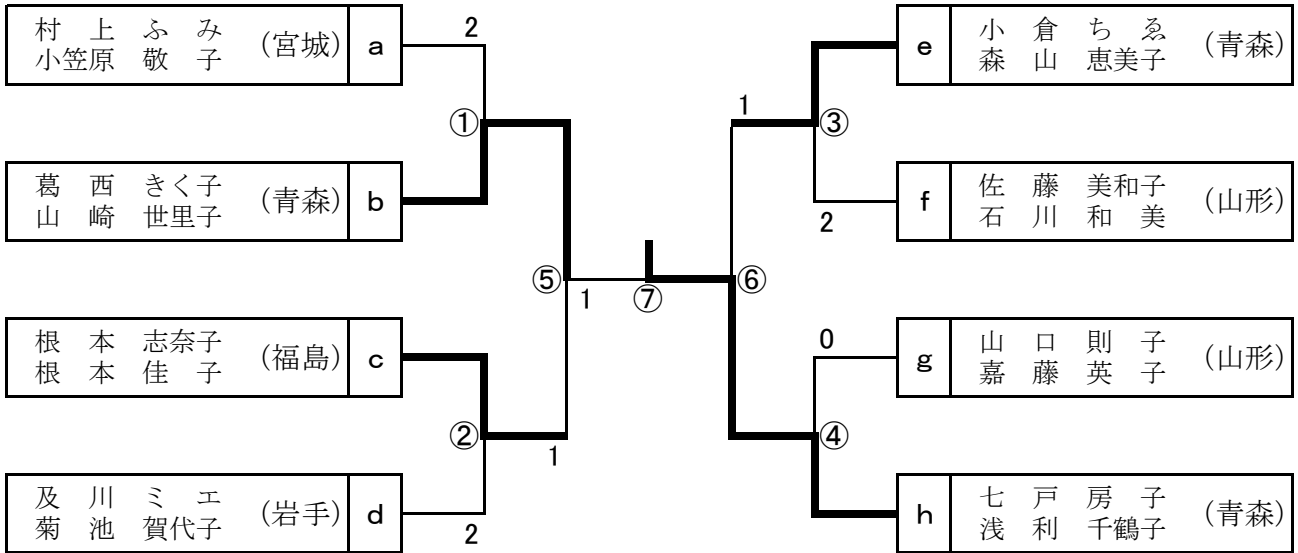 村　上　ふ　み
小笠原　敬　子
(宮城)
a
2
①
葛　西　きく子
山　崎　世里子
(青森)
b
⑤
1
根　本　志奈子
根　本　佳　子
(福島)
c
②
1
及　川　ミ　エ
菊　池　賀代子
(岩手)
d
2
⑦
e
小　倉　ち　ゑ
森　山　恵美子
(青森)
1
③
f
佐　藤　美和子
石　川　和　美
(山形)
2
⑥
0
g
山　口　則　子
嘉　藤　英　子
(山形)
④
h
七　戸　房　子
浅　利　千鶴子
(青森)